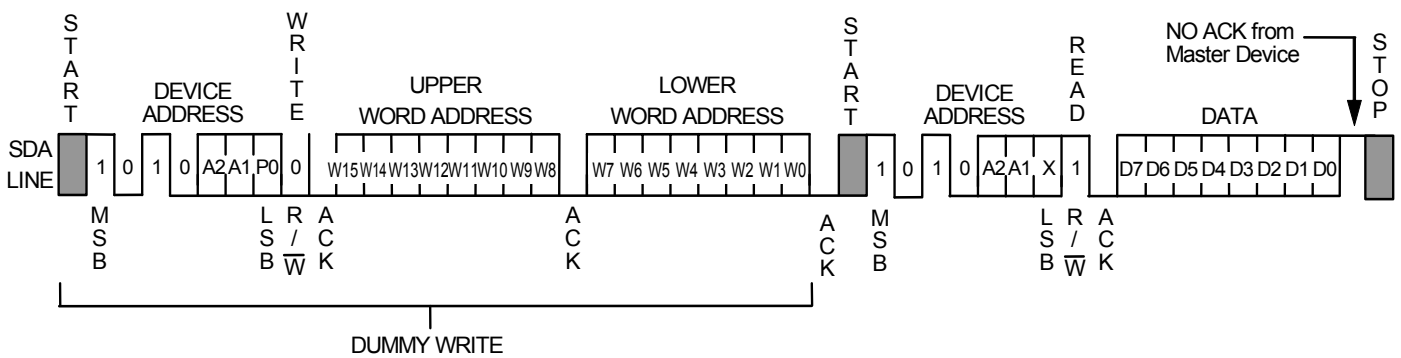 START
WRITE
START
READ
NO ACK from
Master Device
STOP
DEVICE
ADDRESS
UPPER
WORD ADDRESS
LOWER
WORD ADDRESS
DEVICE
ADDRESS
DATA
SDA
LINE
1 0 1 0 A2 A1 P0 0 W15 W14 W13 W12 W11 W10 W9 W8 W7 W6 W5 W4 W3 W2 W1 W0 1 0 1 0 A2 A1 X 1 D7 D6 D5 D4 D3 D2 D1 D0
MSB
LSB
R/W
ACK
ACK
ACK
MSB
LSB
R/W
ACK
DUMMY WRITE